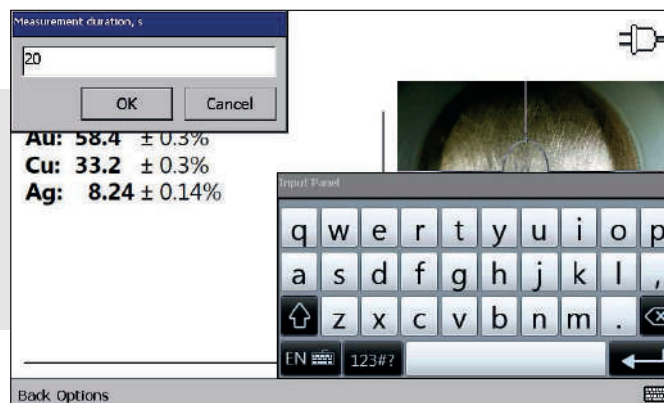 Measurement duration, s
20
OK Cancel
Au: 58.4 ± 0.3%
Cu: 33.2 ± 0.3%
Ag: 8.24 ± 0.14%
Input Panel
q w e r t y u i o p
a s d f g h j k l ,
z x c v b n m .
EN 123#?
Back Options